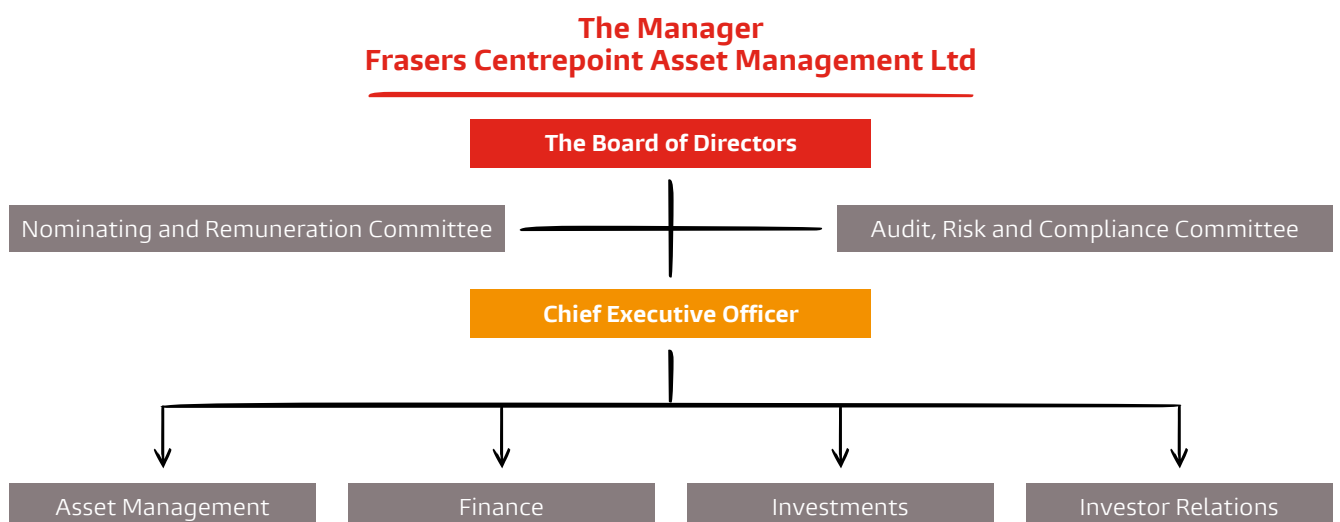 The Manager
Frasers Centrepoint Asset Management Ltd
The Board of Directors
Nominating and Remuneration Committee
Audit, Risk and Compliance Committee
Chief Executive Officer
Asset Management
Finance
Investments
Investor Relations